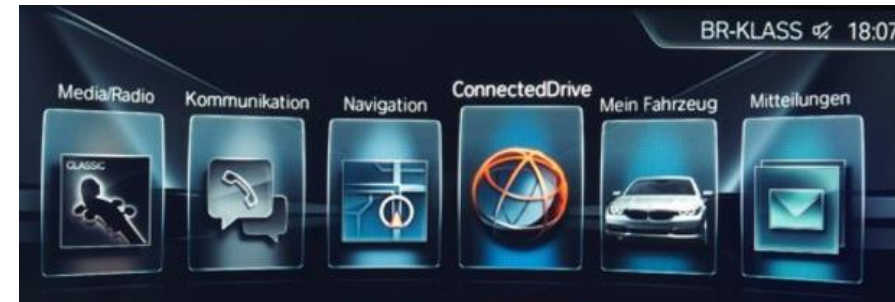 BR-KLASS 18:07
Media/Radio
Kommunikation
Navigation
ConnectedDrive
Mein Fahrzeug
Mitteilungen
CLASSIC